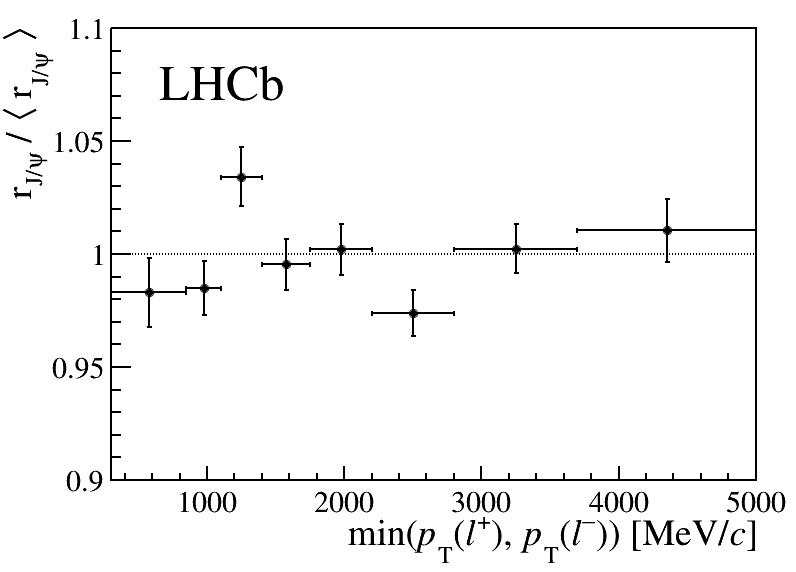 r_J/ψ / ⟨ r_J/ψ ⟩
LHCb
1.1
1.05
1
0.95
0.9
1000 2000 3000 4000 5000
min(p_T(l⁺), p_T(l⁻)) [MeV/c]